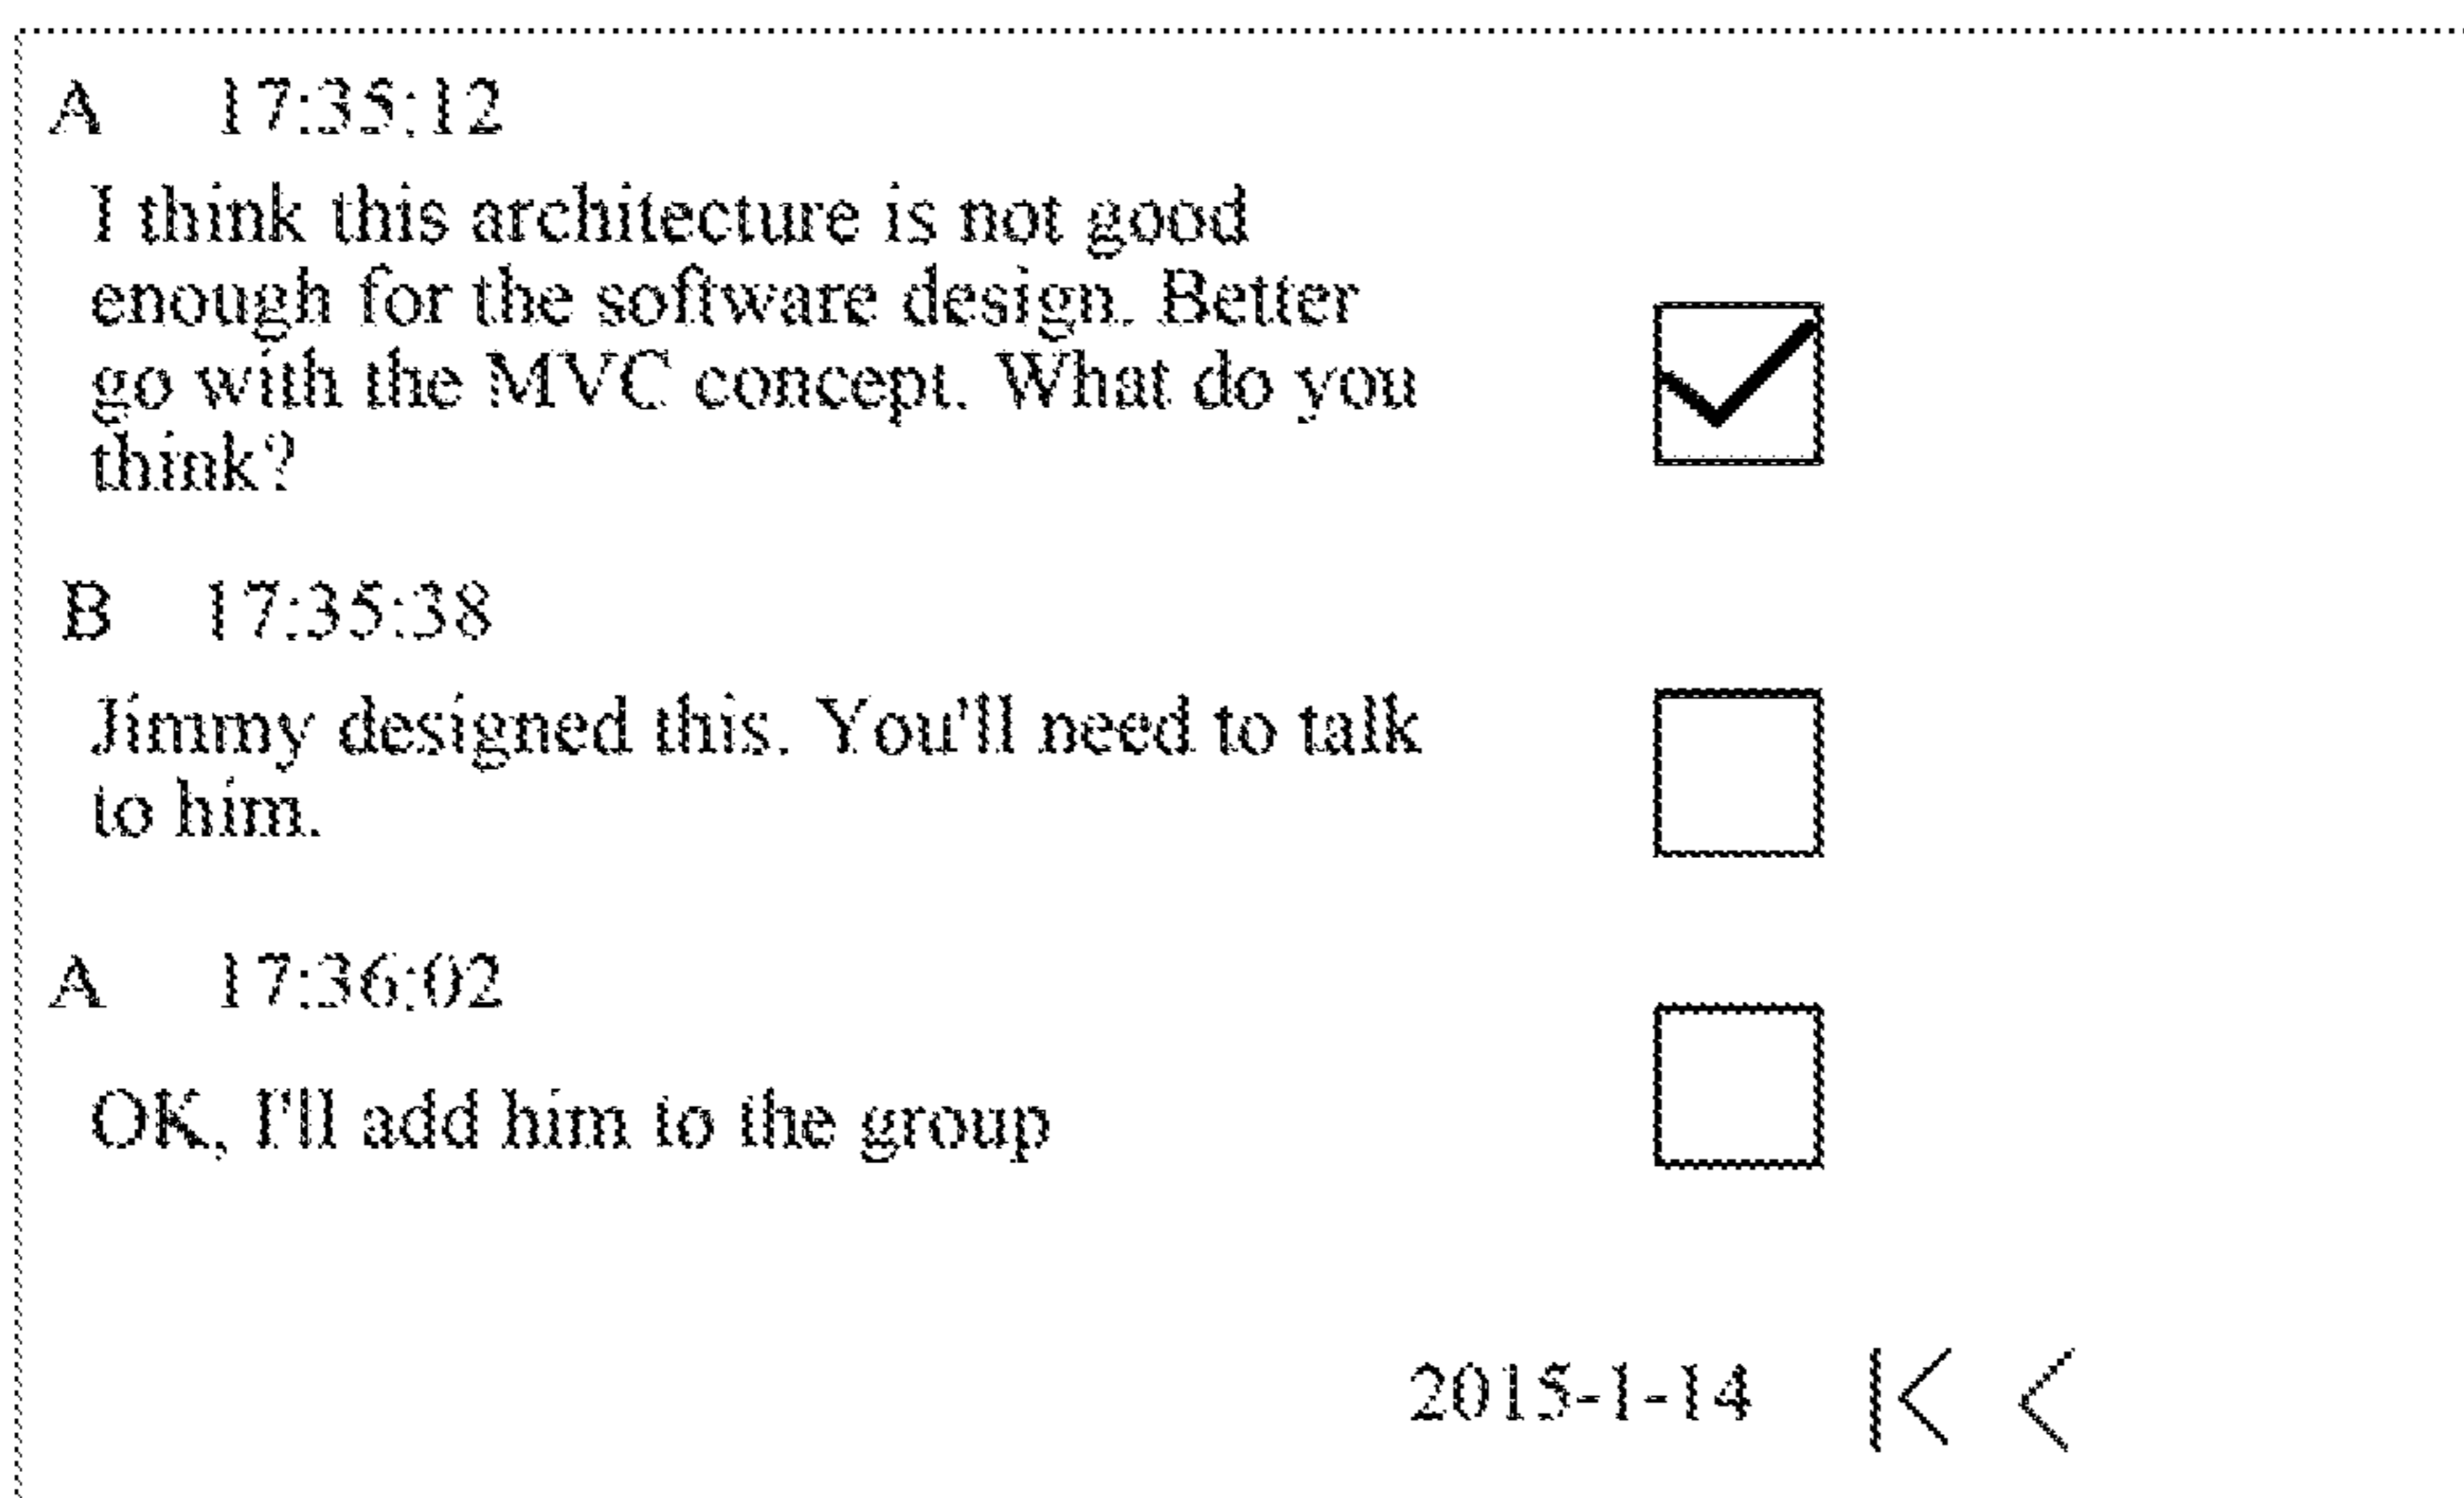 A 17:35:12
I think this architecture is not good
enough for the software design. Better
go with the MVC concept. What do you
think?
B 17:35:38
Jimmy designed this. You'll need to talk
to him.
A 17:36:02
OK, I'll add him to the group
2015-1-14 |< <